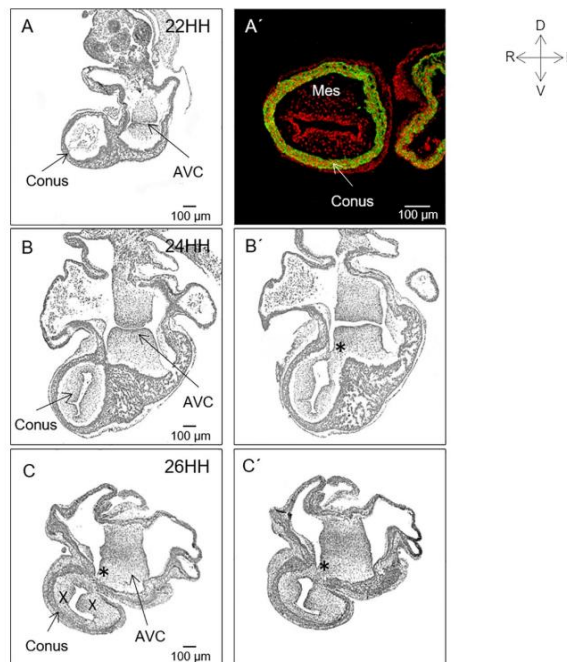 A 22HH
Conus
AVC
100 µm
A´
Mes
Conus
100 µm
D
R
V
B 24HH
Conus
AVC
100 µm
B´
*
C 26HH
*
X X
Conus
AVC
100 µm
C´
*